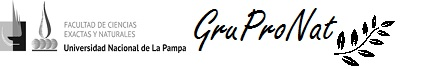 FACULTAD DE CIENCIAS
EXACTAS Y NATURALES
Universidad Nacional de La Pampa
GruProNat